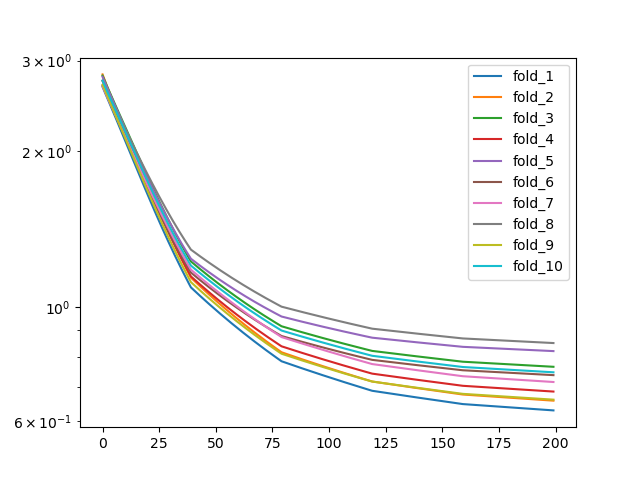 3 × 10⁰
2 × 10⁰
10⁰
6 × 10⁻¹
0 25 50 75 100 125 150 175 200
fold_1
fold_2
fold_3
fold_4
fold_5
fold_6
fold_7
fold_8
fold_9
fold_10